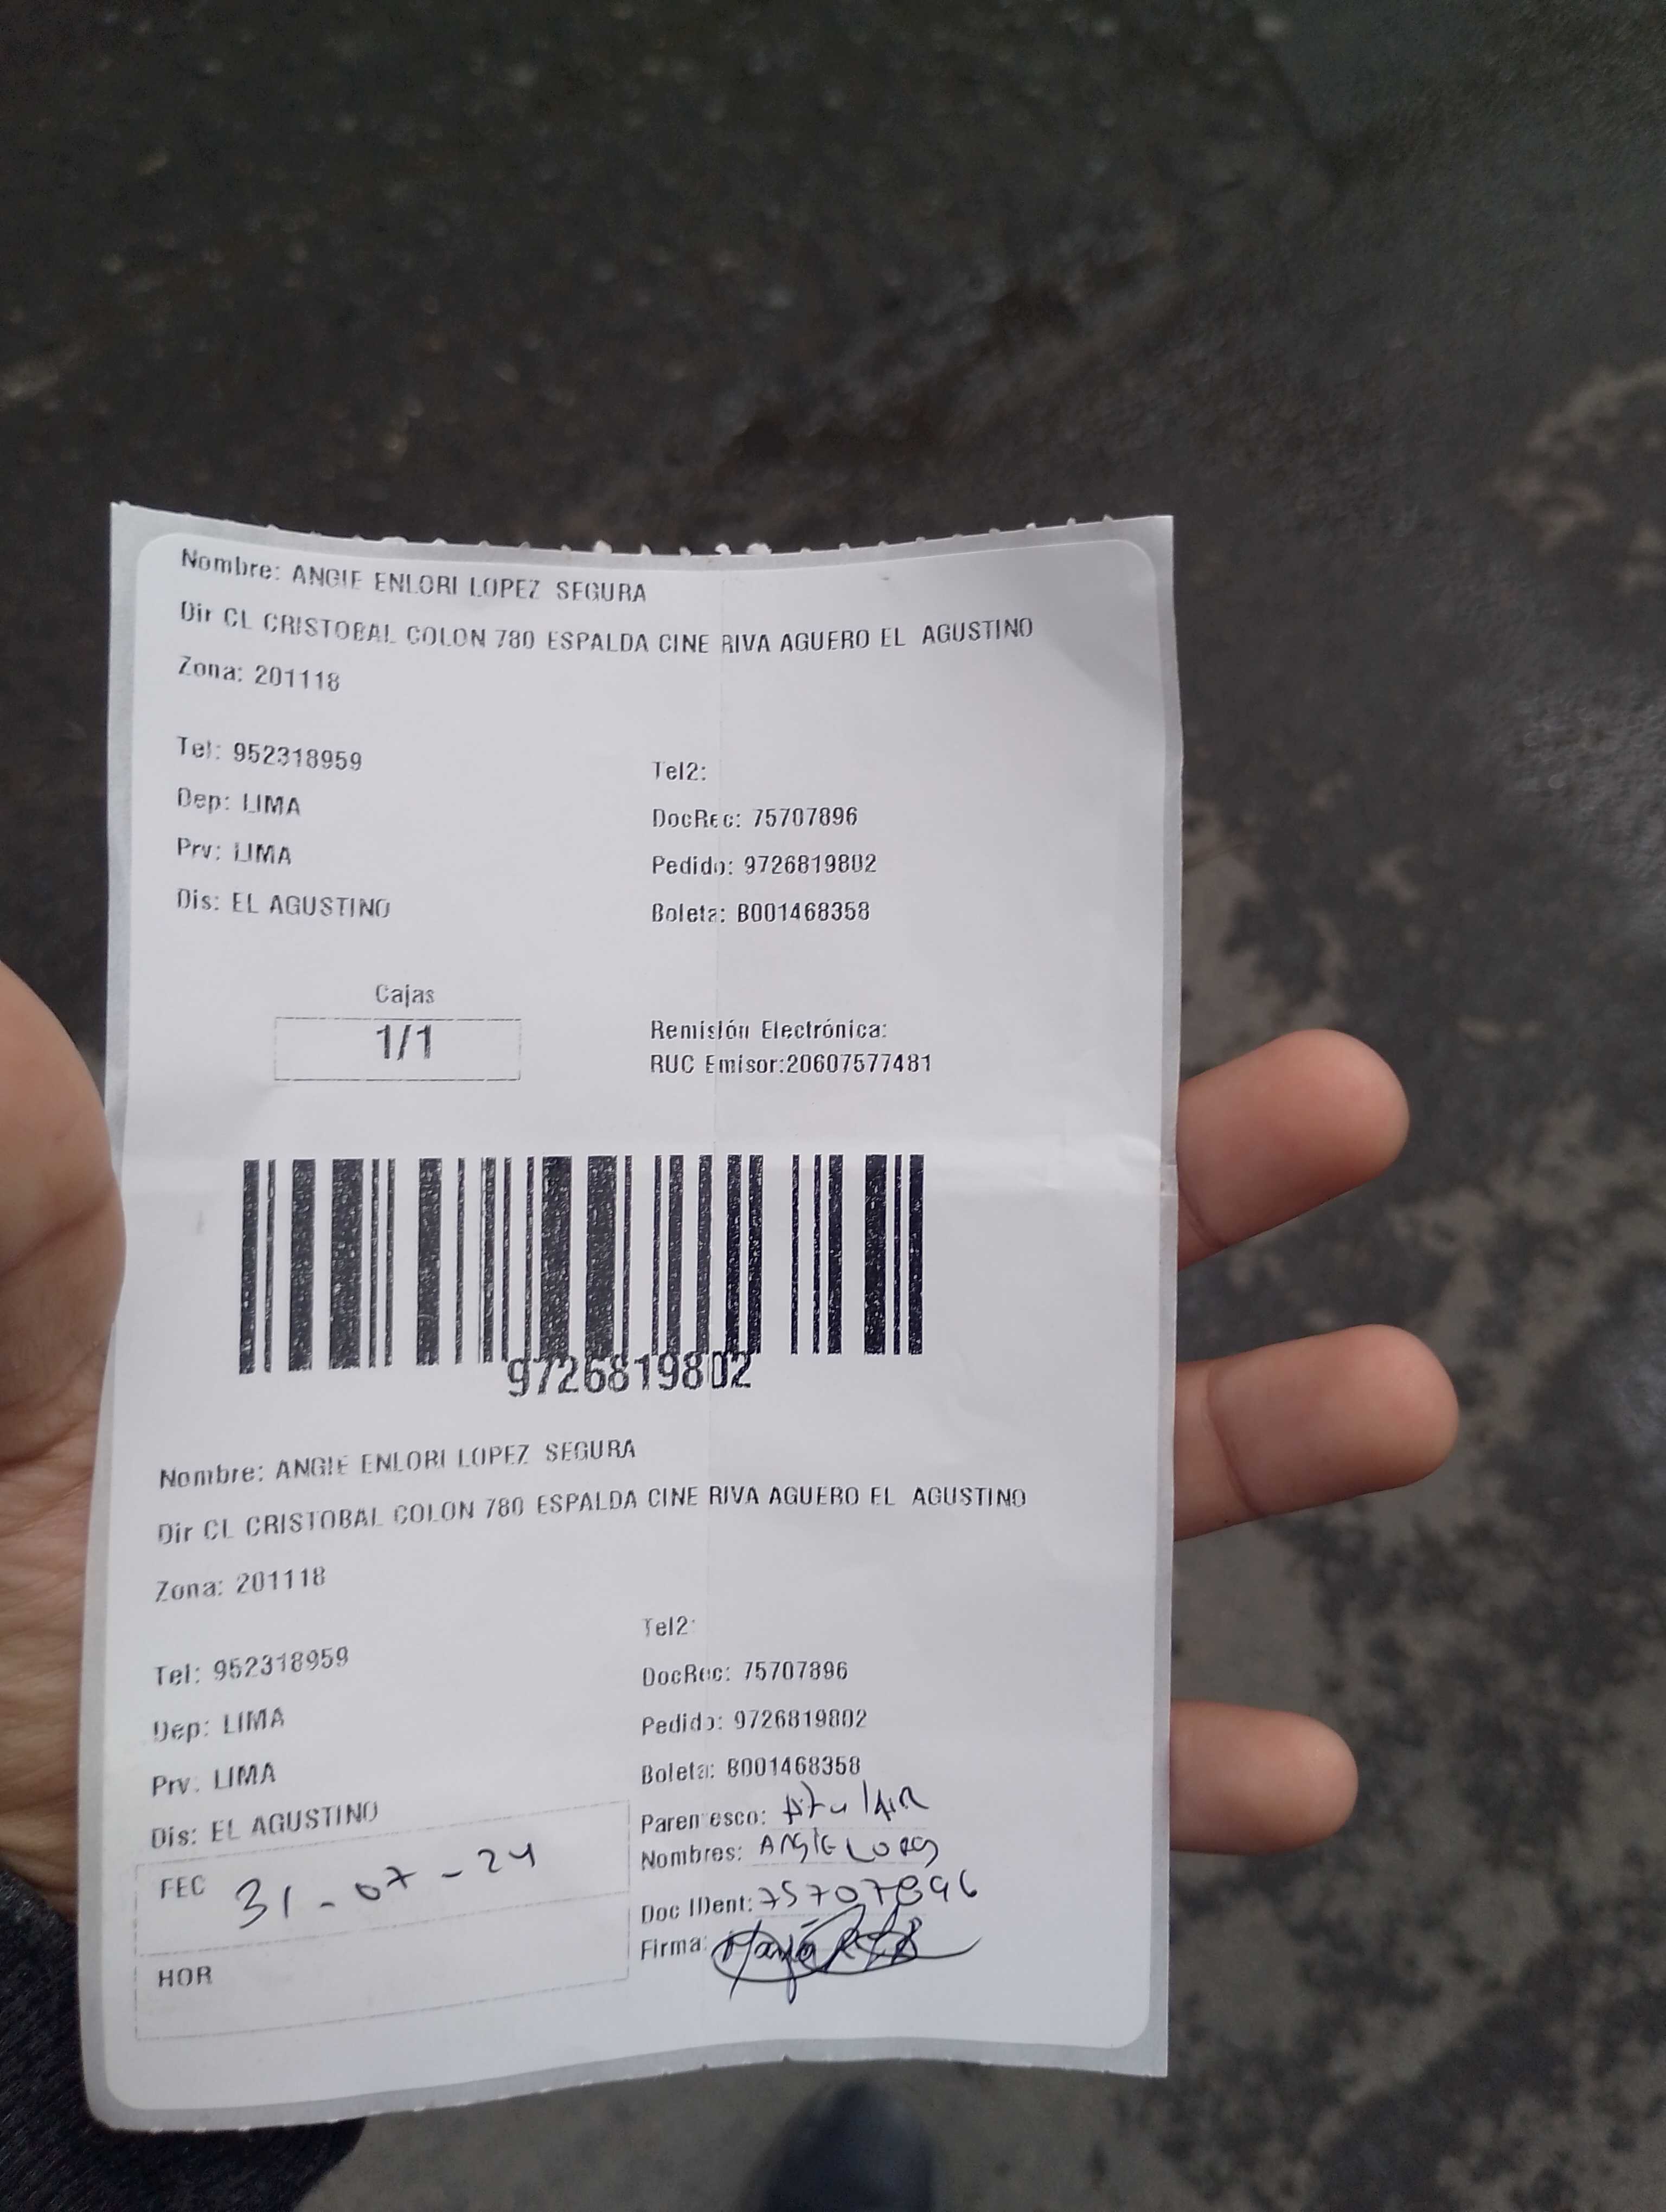 Nombre: ANGIE ENLORI LOPEZ SEGURA
Dir CL CRISTOBAL COLON 780 ESPALDA CINE RIVA AGUERO EL AGUSTINO
Zona: 201118
Tel: 952318959
Tel2:
Dep: LIMA
DocRec: 75707896
Prv: LIMA
Pedido: 9726819802
Dis: EL AGUSTINO
Boleta: B001468358
Cajas
1/1
Remisión Electrónica:
RUC Emisor:20607577481
9726819802
Nombre: ANGIE ENLORI LOPEZ SEGURA
Dir CL CRISTOBAL COLON 780 ESPALDA CINE RIVA AGUERO EL AGUSTINO
Zona: 201118
Tel2:
Tel: 952318959
DocRec: 75707896
Dep: LIMA
Pedido: 9726819802
Prv: LIMA
Boleta: B001468358
Dis: EL AGUSTINO
Parentesco:
Nombres: ANGIE
FEC 31-07-24
Doc IDent: 75707896
Firma:
HOR